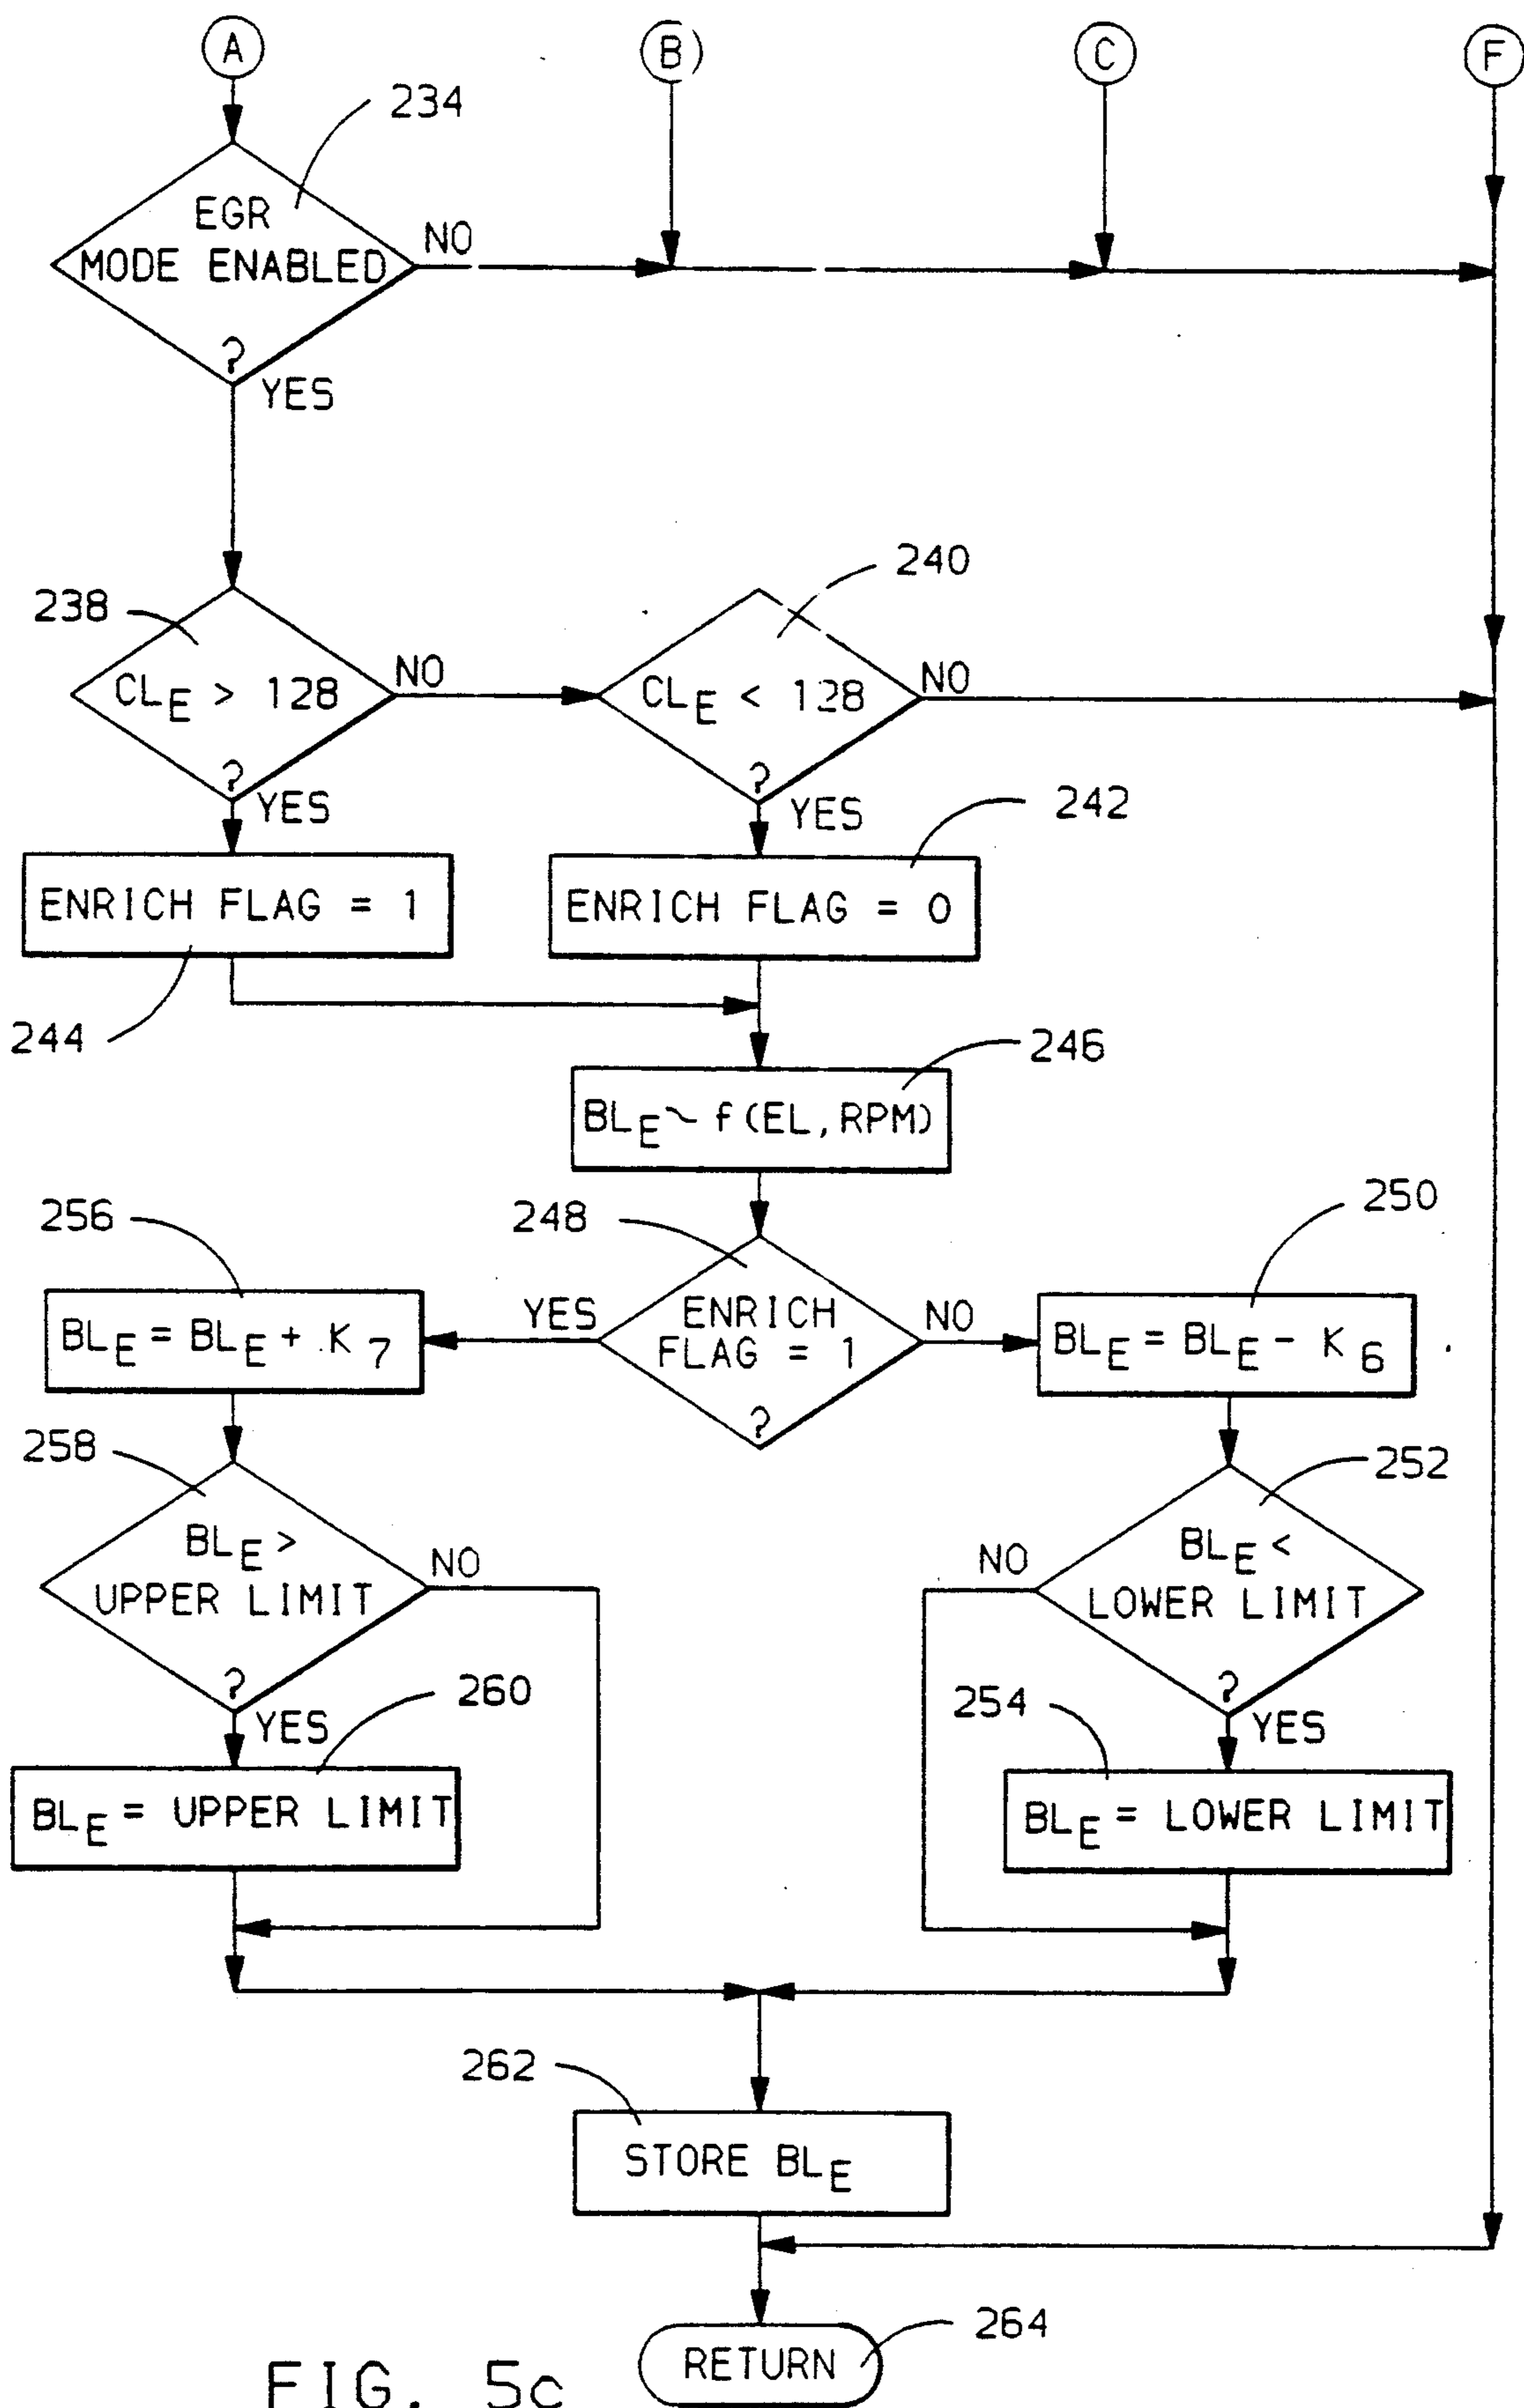 A B C F
234
EGR
MODE ENABLED
?
NO
YES
238
CLE > 128
?
NO
YES
240
CLE < 128
?
NO
YES
242
ENRICH FLAG = 1
ENRICH FLAG = 0
244
246
BLE ~ f(EL, RPM)
256
248
250
BLE = BLE + K7
YES
ENRICH
FLAG = 1
?
NO
BLE = BLE - K6
258
252
BLE >
UPPER LIMIT
?
NO
YES
BLE <
LOWER LIMIT
?
NO
YES
260
254
BLE = UPPER LIMIT
BLE = LOWER LIMIT
262
STORE BLE
RETURN
264
FIG. 5c